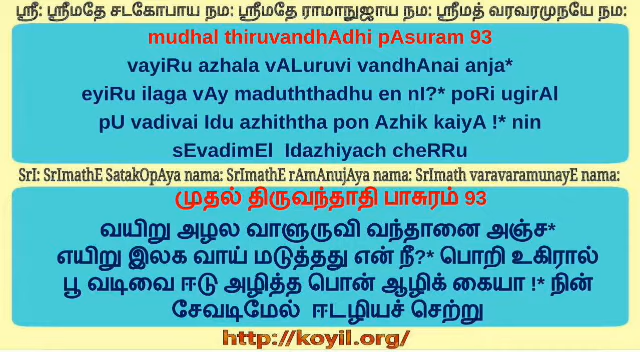 ஸ்ரீ: ஸ்ரீமதே சடகோபாய நம: ஸ்ரீமதே ராமாநுஜாய நம: ஸ்ரீமத் வரவரமுநயே நம:
mudhal thiruvandhAdhi pAsuram 93
vayiRu azhala vALuruvi vandhAnai anja*
eyiRu ilaga vAy maduththadhu en nI?* poRi ugirAl
pU vadivai Idu azhiththa pon Azhik kaiyA !* nin
sEvadimEl Idazhiyach cheRRu
SrI: SrImathE SatakOpAya nama: SrImathE rAmAnujAya nama: SrImath varavaramunayE nama:
முதல் திருவந்தாதி பாசுரம் 93
வயிறு அழல வாளுருவி வந்தானை அஞ்ச*
எயிறு இலக வாய் மடுத்தது என் நீ?* பொறி உகிரால்
பூ வடிவை ஈடு அழித்த பொன் ஆழிக் கையா !* நின்
சேவடிமேல் ஈடழியச் செற்று
http://koyil.org/